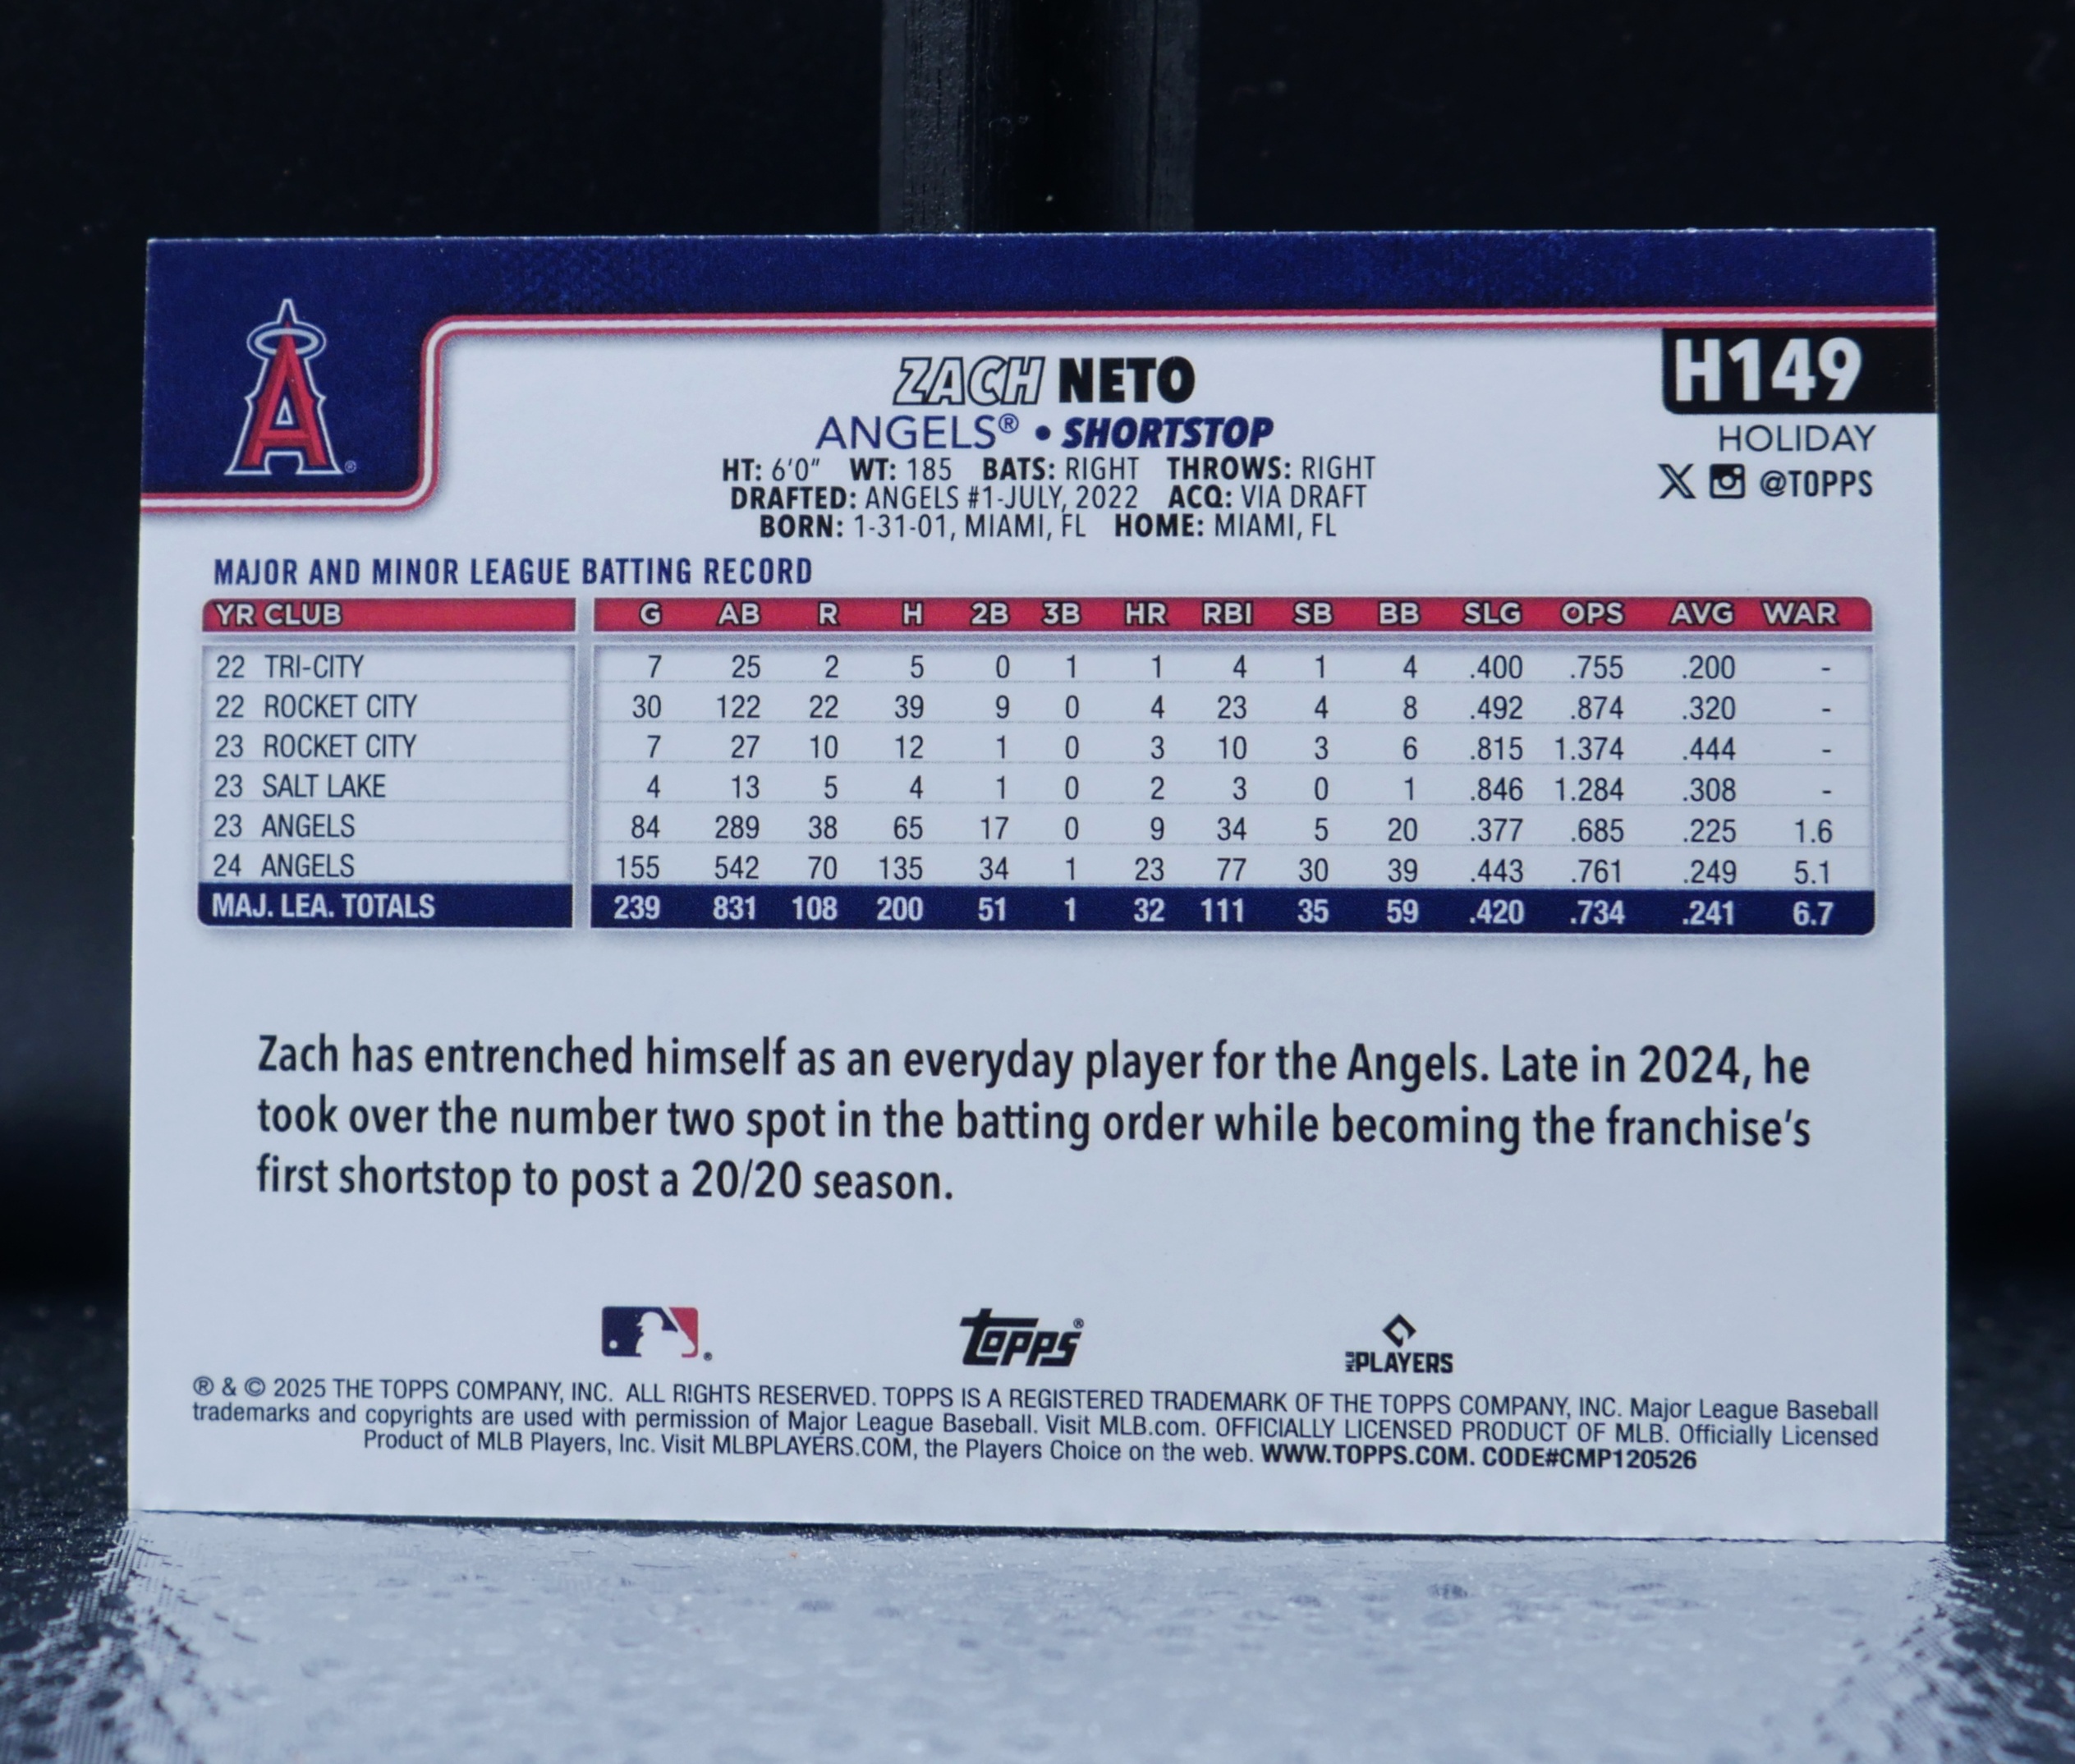 H149
ZACH NETO
HOLIDAY
ANGELS® • SHORTSTOP
X @TOPPS
HT: 6'0" WT: 185 BATS: RIGHT THROWS: RIGHT
DRAFTED: ANGELS #1-JULY, 2022 ACQ: VIA DRAFT
BORN: 1-31-01, MIAMI, FL HOME: MIAMI, FL
A®
MAJOR AND MINOR LEAGUE BATTING RECORD
YR CLUB G AB R H 2B 3B HR RBI SB BB SLG OPS AVG WAR
22 TRI-CITY 7 25 2 5 0 1 1 4 1 4 .400 .755 .200 -
22 ROCKET CITY 30 122 22 39 9 0 4 23 4 8 .492 .874 .320 -
23 ROCKET CITY 7 27 10 12 1 0 3 10 3 6 .815 1.374 .444 -
23 SALT LAKE 4 13 5 4 1 0 2 3 0 1 .846 1.284 .308 -
23 ANGELS 84 289 38 65 17 0 9 34 5 20 .377 .685 .225 1.6
24 ANGELS 155 542 70 135 34 1 23 77 30 39 .443 .761 .249 5.1
MAJ. LEA. TOTALS 239 831 108 200 51 1 32 111 35 59 .420 .734 .241 6.7
Zach has entrenched himself as an everyday player for the Angels. Late in 2024, he
took over the number two spot in the batting order while becoming the franchise's
first shortstop to post a 20/20 season.
Topps®
MLB PLAYERS
® & © 2025 THE TOPPS COMPANY, INC. ALL RIGHTS RESERVED. TOPPS IS A REGISTERED TRADEMARK OF THE TOPPS COMPANY, INC. Major League Baseball
trademarks and copyrights are used with permission of Major League Baseball. Visit MLB.com. OFFICIALLY LICENSED PRODUCT OF MLB. Officially Licensed
Product of MLB Players, Inc. Visit MLBPLAYERS.COM, the Players Choice on the web. WWW.TOPPS.COM. CODE#CMP120526